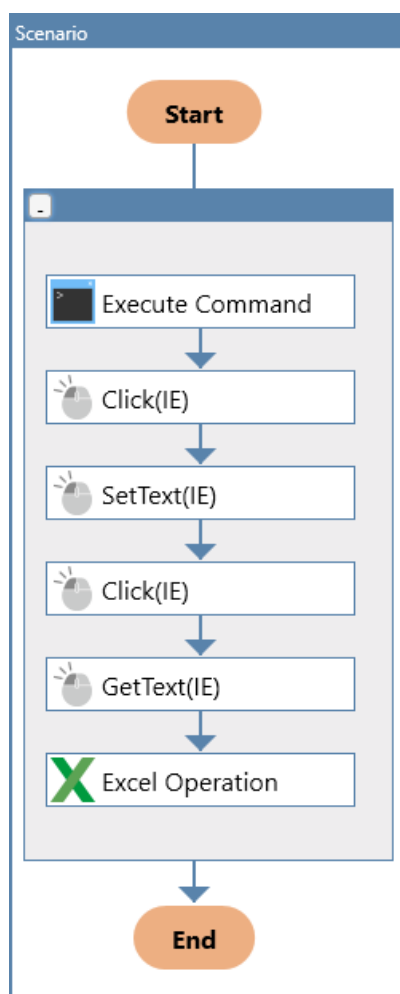 Scenario
Start
-
Execute Command
Click(IE)
SetText(IE)
Click(IE)
GetText(IE)
Excel Operation
End